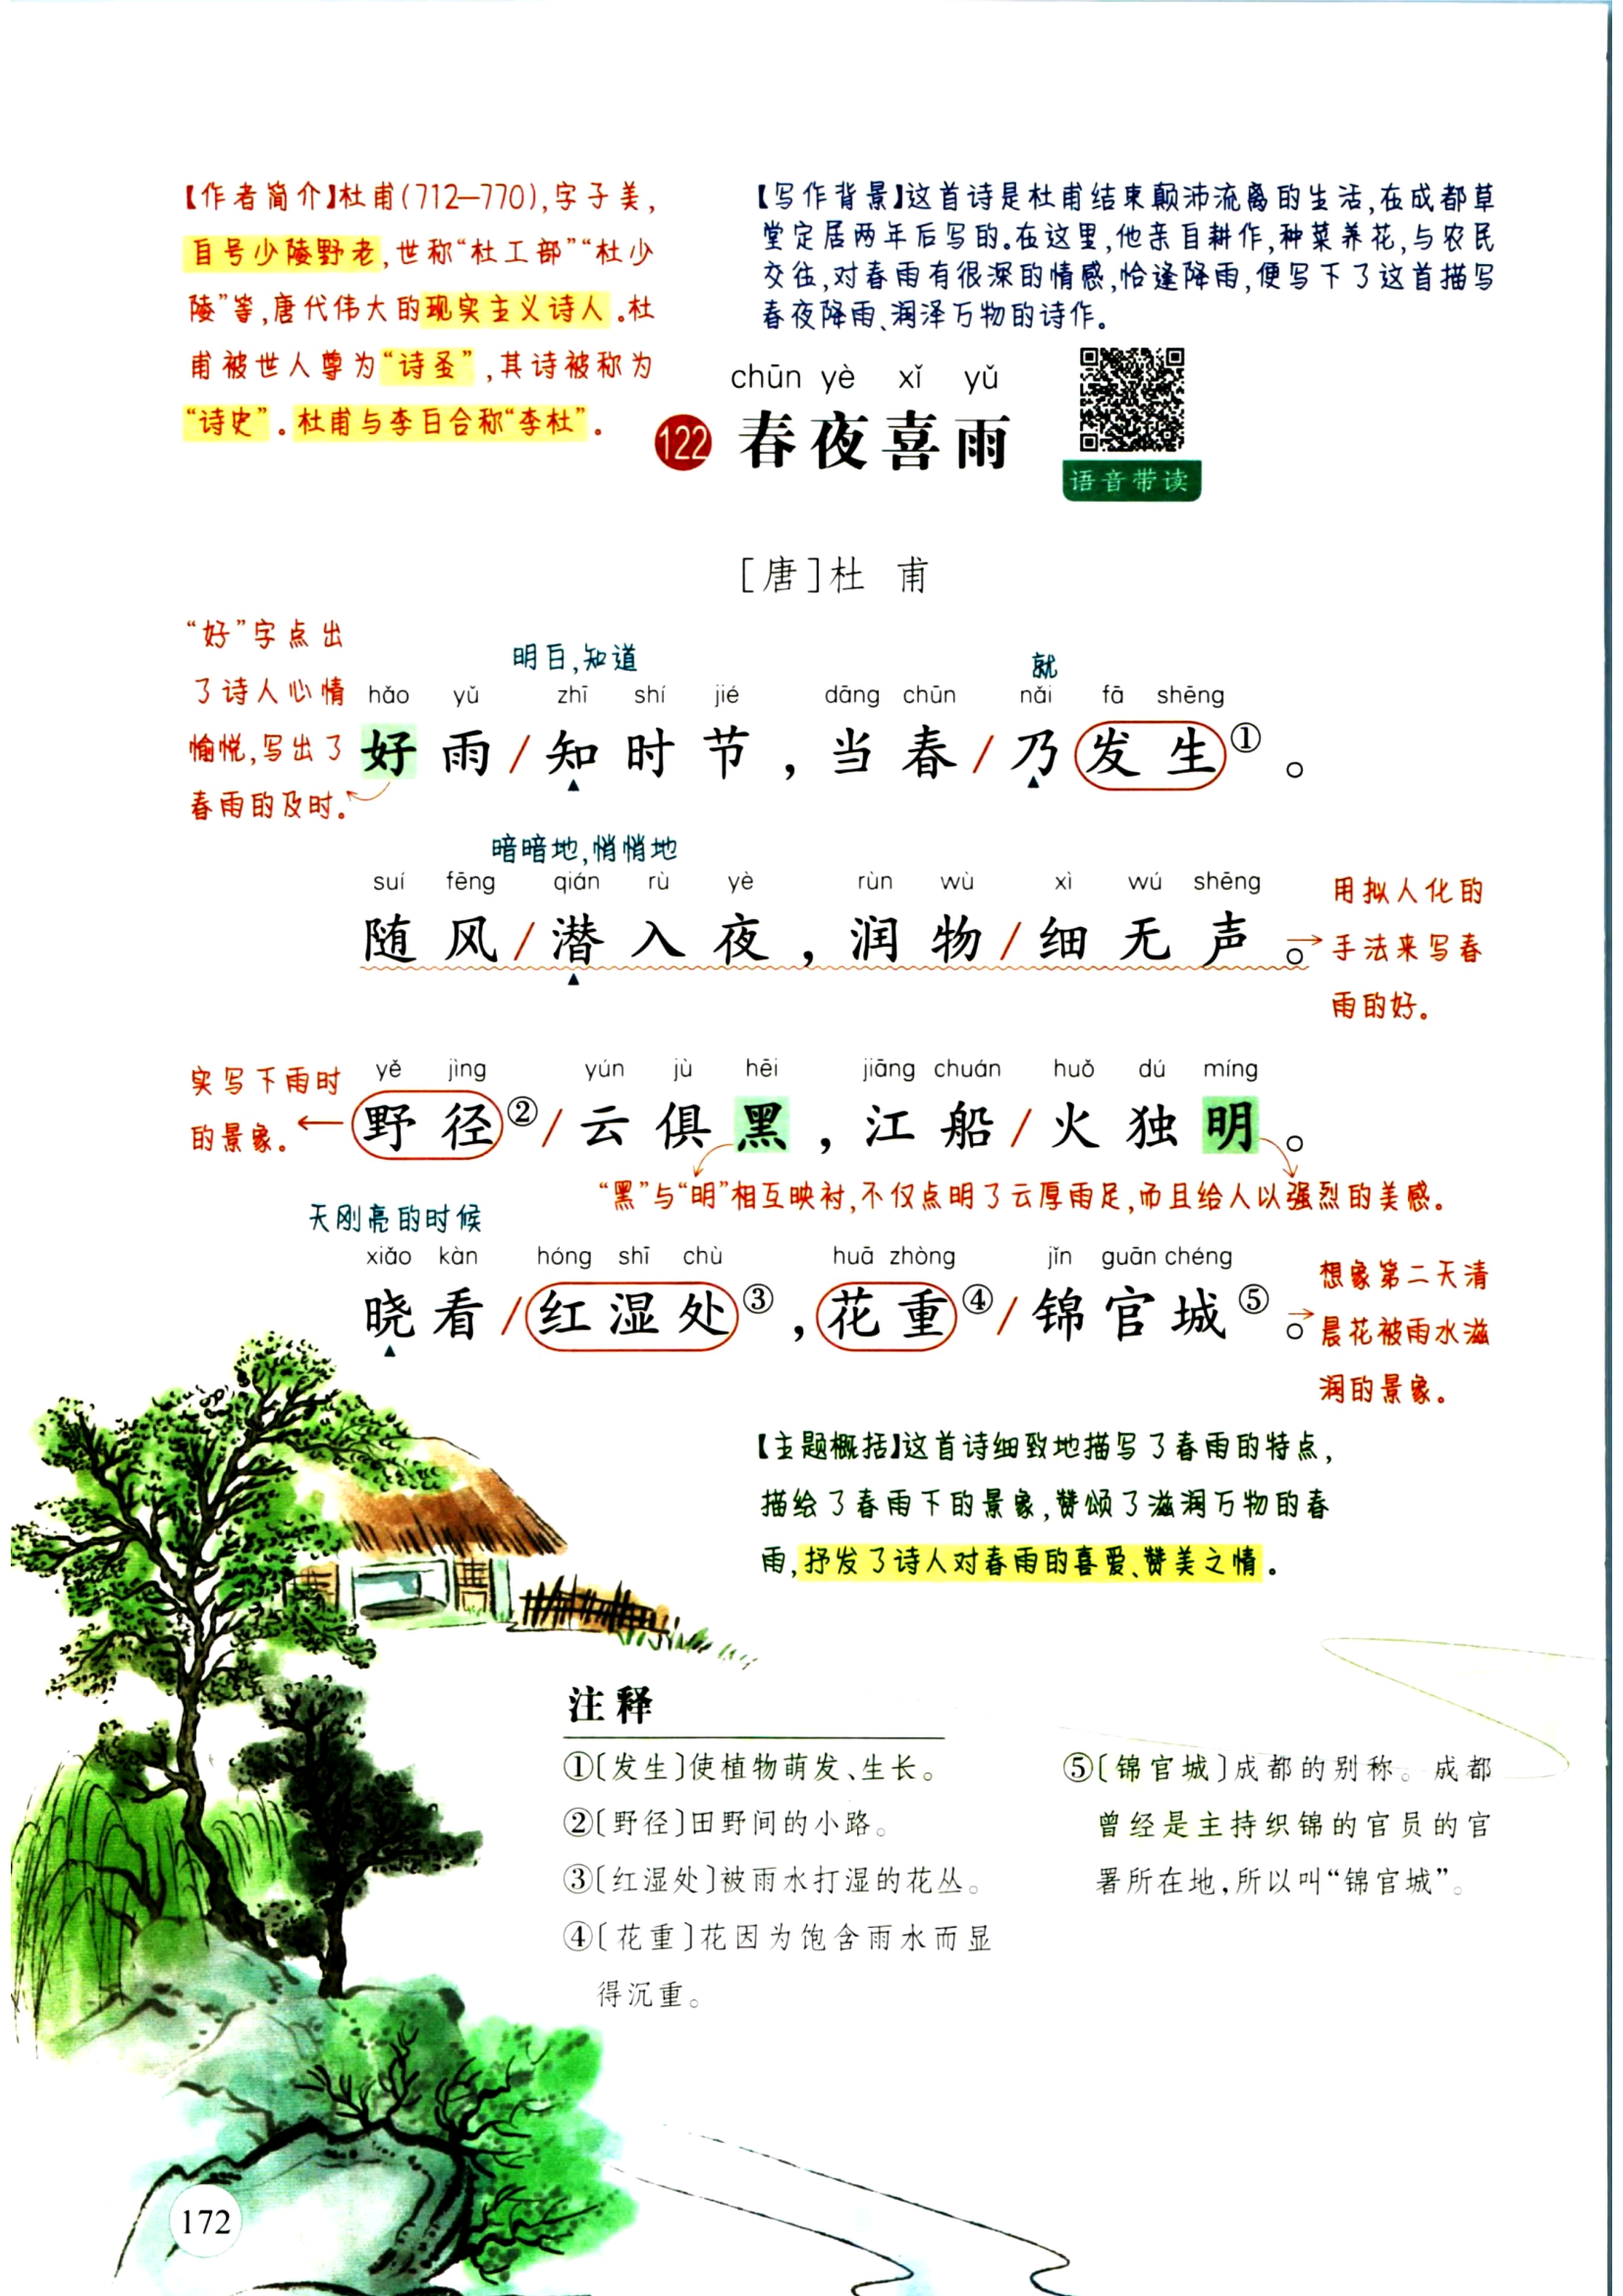 【作者简介】杜甫(712—770),字子美,
自号少陵野老,世称“杜工部”“杜少
陵”等,唐代伟大的现实主义诗人。杜
甫被世人尊为“诗圣”,其诗被称为
“诗史”。杜甫与李白合称“李杜”。
【写作背景】这首诗是杜甫结束颠沛流离的生活,在成都草
堂定居两年后写的。在这里,他亲自耕作,种菜养花,与农民
交往,对春雨有很深的情感,恰逢降雨,便写下了这首描写
春夜降雨、润泽万物的诗作。
chūn yè xǐ yǔ
122 春夜喜雨
语音带读
[唐]杜 甫
“好”字点出
了诗人心情
愉悦,写出了
春雨的及时。
明白,知道 就
hǎo yǔ zhī shí jié dāng chūn nǎi fā shēng
好雨/知时节,当春/乃发生①。
暗暗地,悄悄地
suí fēng qián rù yè rùn wù xì wú shēng
随风/潜入夜,润物/细无声。
用拟人化的
手法来写春
雨的好。
实写下雨时
的景象。
yě jìng yún jù hēi jiāng chuán huǒ dú míng
野径②/云俱黑,江船/火独明。
“黑”与“明”相互映衬,不仅点明了云厚雨足,而且给人以强烈的美感。
天刚亮的时候
xiǎo kàn hóng shī chù huā zhòng jǐn guān chéng
晓看/红湿处③,花重④/锦官城⑤。
想象第二天清
晨花被雨水滋
润的景象。
【主题概括】这首诗细致地描写了春雨的特点,
描绘了春雨下的景象,赞颂了滋润万物的春
雨,抒发了诗人对春雨的喜爱、赞美之情。
注释
①〔发生〕使植物萌发、生长。
②〔野径〕田野间的小路。
③〔红湿处〕被雨水打湿的花丛。
④〔花重〕花因为饱含雨水而显
得沉重。
⑤〔锦官城〕成都的别称。成都
曾经是主持织锦的官员的官
署所在地,所以叫“锦官城”。
172